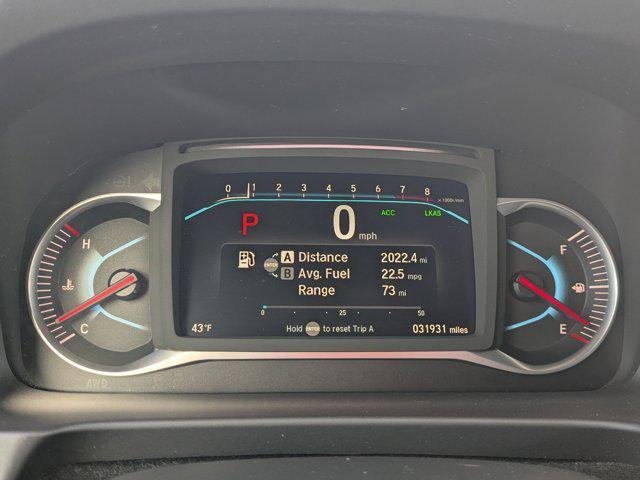 0 1 2 3 4 5 6 7 8
x 1000r/min
P 0 mph
ACC LKAS
H
C
A Distance 2022.4 mi
ENTER
B Avg. Fuel 22.5 mpg
Range 73 mi
0 25 50
43°F Hold ENTER to reset Trip A 031931 miles
F
E
AWD